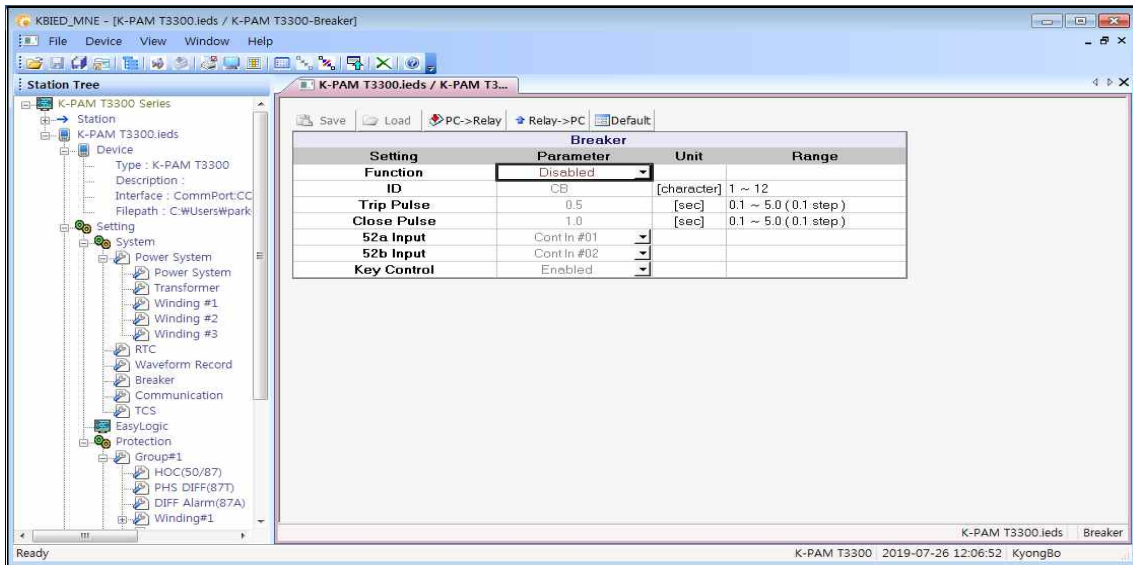 KBIED_MNE - [K-PAM T3300.ieds / K-PAM T3300-Breaker]
File Device View Window Help
Station Tree
K-PAM T3300.ieds / K-PAM T3...
K-PAM T3300 Series
Station
K-PAM T3300.ieds
Device
Type : K-PAM T3300
Description :
Interface : CommPort:CC
Filepath : C:₩Users₩park
Setting
System
Power System
Power System
Transformer
Winding #1
Winding #2
Winding #3
RTC
Waveform Record
Breaker
Communication
TCS
EasyLogic
Protection
Group#1
HOC(50/87)
PHS DIFF(87T)
DIFF Alarm(87A)
Winding#1
Save Load PC->Relay Relay->PC Default
Breaker
Setting Parameter Unit Range
Function Disabled
ID CB [character] 1 ~ 12
Trip Pulse 0.5 [sec] 0.1 ~ 5.0 ( 0.1 step )
Close Pulse 1.0 [sec] 0.1 ~ 5.0 ( 0.1 step )
52a Input Cont In #01
52b Input Cont In #02
Key Control Enabled
K-PAM T3300.ieds Breaker
Ready K-PAM T3300 2019-07-26 12:06:52 KyongBo